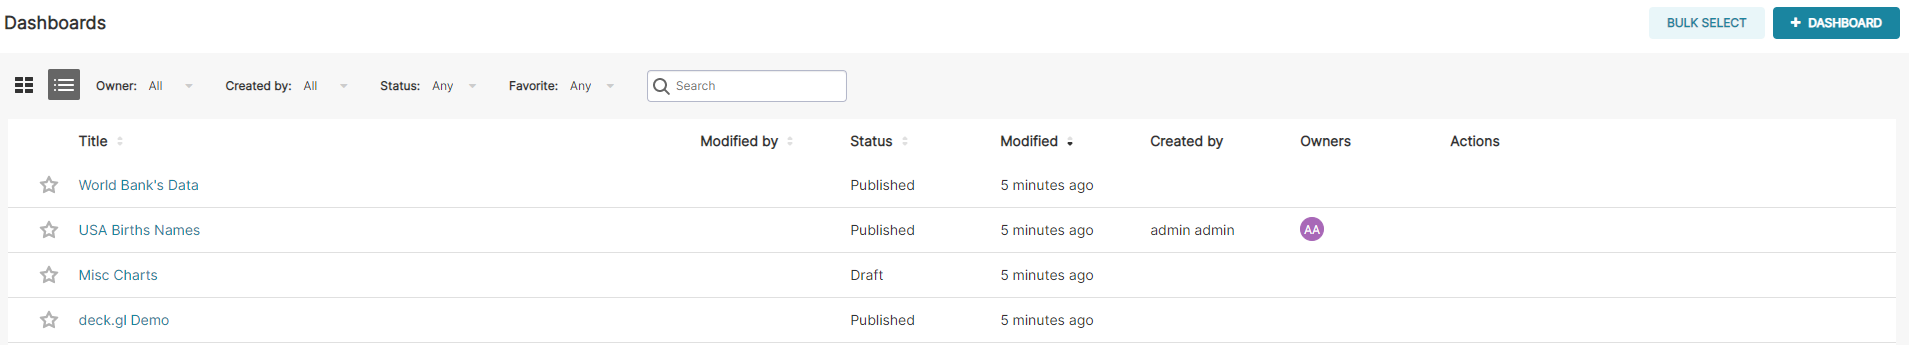 Dashboards
BULK SELECT
+ DASHBOARD
Owner: All Created by: All Status: Any Favorite: Any Search
Title Modified by Status Modified Created by Owners Actions
World Bank's Data Published 5 minutes ago
USA Births Names Published 5 minutes ago admin admin AA
Misc Charts Draft 5 minutes ago
deck.gl Demo Published 5 minutes ago